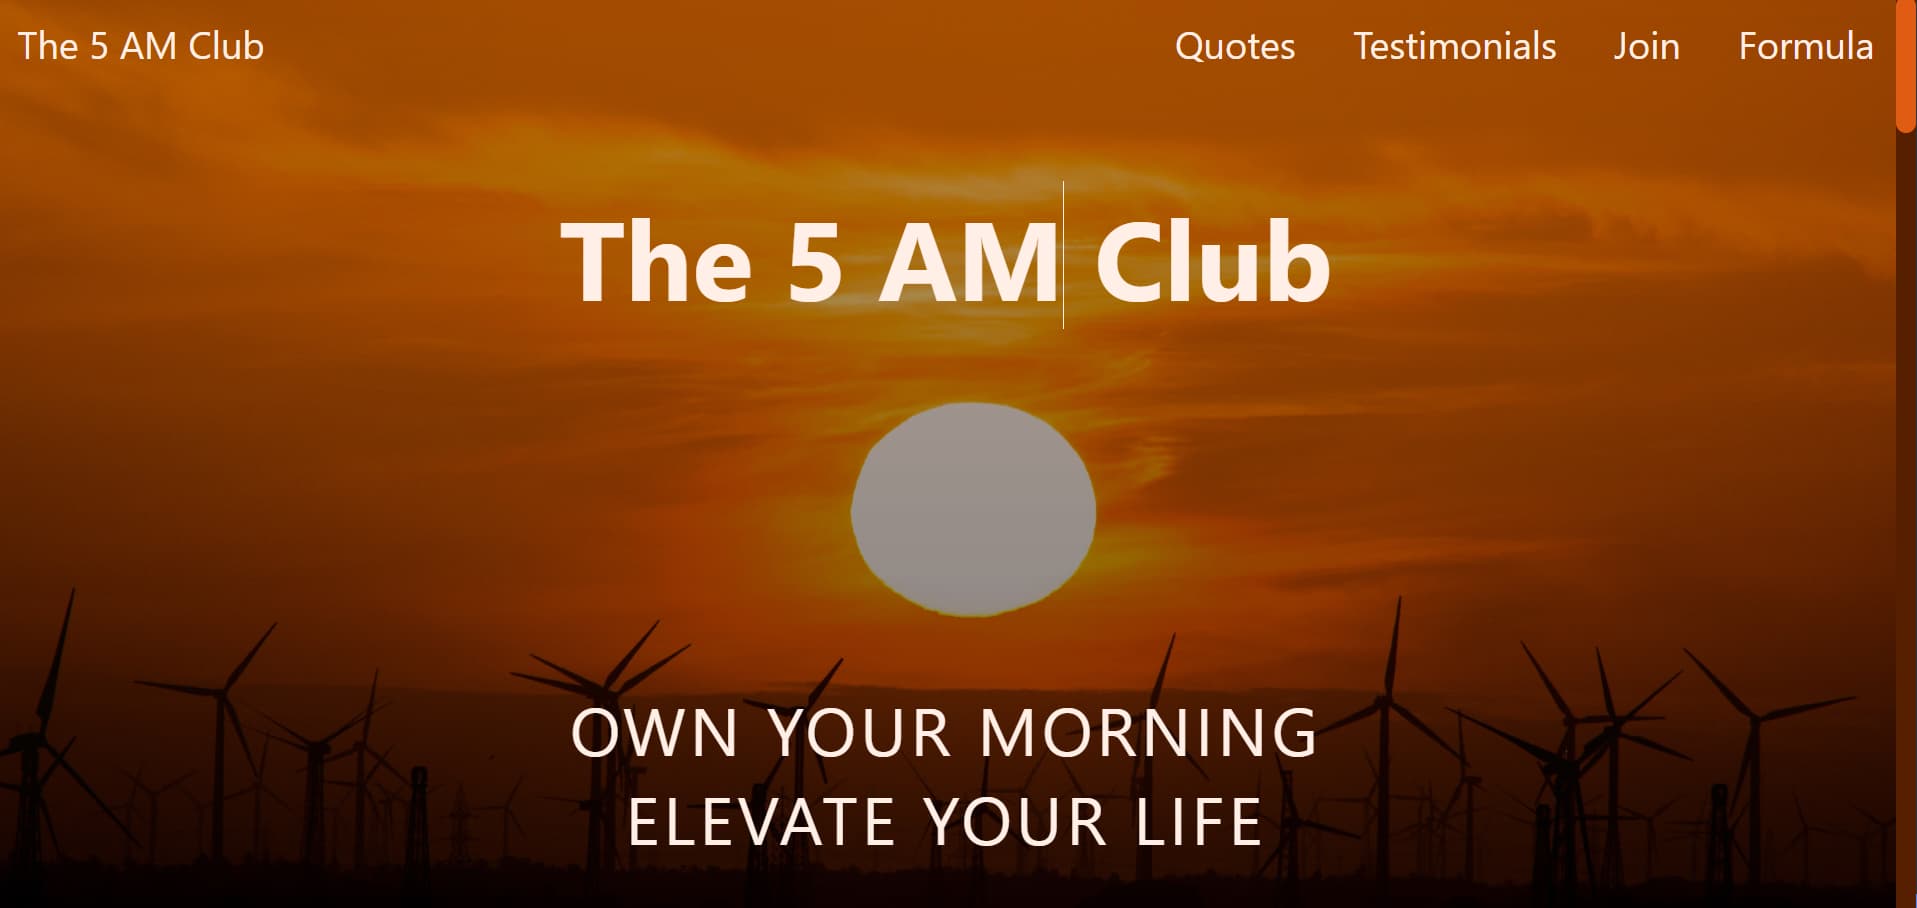 The 5 AM Club
Quotes Testimonials Join Formula
The 5 AM Club
OWN YOUR MORNING
ELEVATE YOUR LIFE